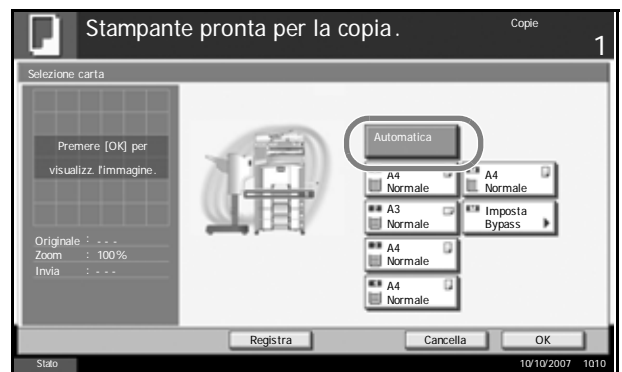 Stampante pronta per la copia.
Copie
1
Selezione carta
Premere [OK] per
visualizz. l'immagine.
Originale : - - -
Zoom : 100%
Invia : - - -
Automatica
A4
Normale
A4
Normale
A3
Normale
Imposta
Bypass
A4
Normale
A4
Normale
Registra
Cancella
OK
Stato
10/10/2007 10:10